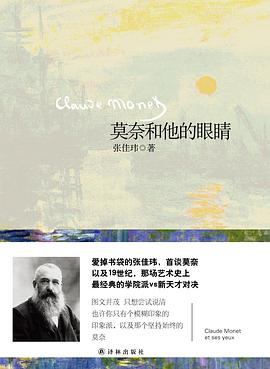 Claude Monet
莫奈和他的眼睛
张佳玮◎著
爱掉书袋的张佳玮，首谈莫奈
以及19世纪，那场艺术史上
最经典的学院派vs新天才对决
图文并茂 只想尝试说清
也许你只有个模糊印象的
印象派，以及那个坚持始终的
莫奈
Claude Monet
et ses yeux
译林出版社